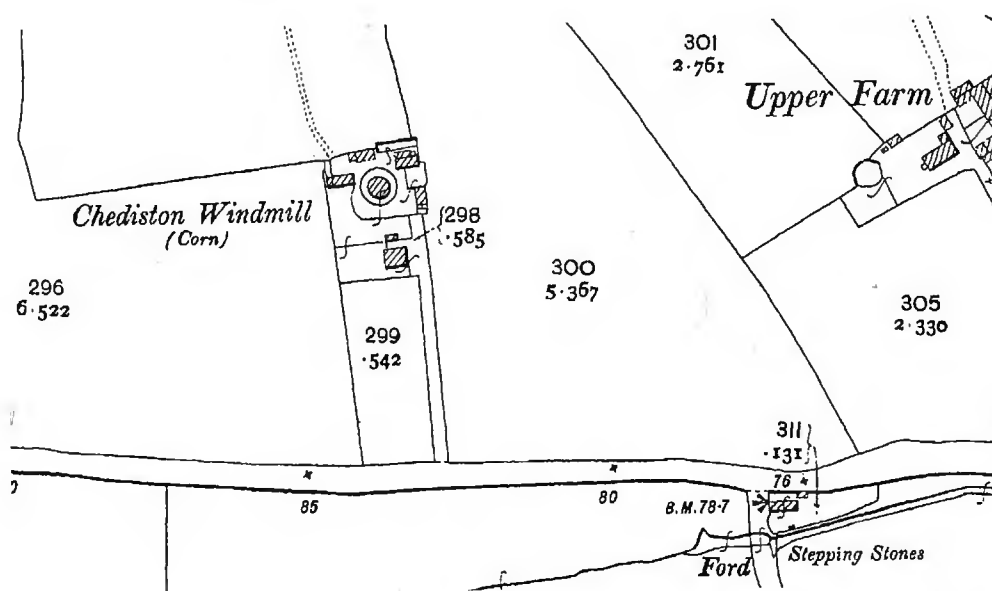 301
2·761
Upper Farm
Chediston Windmill
(Corn)
298
·585
296
6·522
300
5·367
305
2·330
299
·542
311
·131
76
85
80
B.M.78·7
Ford
Stepping Stones